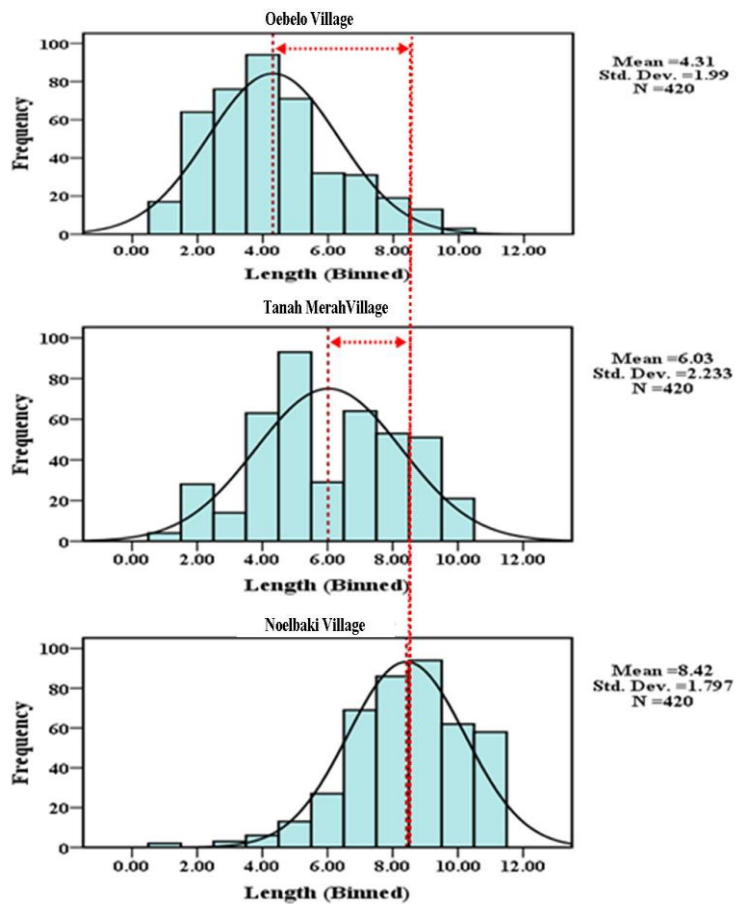 Oebelo Village
100
80
60
40
20
0
Frequency
0.00 2.00 4.00 6.00 8.00 10.00 12.00
Length (Binned)
Mean =4.31
Std. Dev. =1.99
N =420
Tanah MerahVillage
100
80
60
40
20
0
Frequency
0.00 2.00 4.00 6.00 8.00 10.00 12.00
Length (Binned)
Mean =6.03
Std. Dev. =2.233
N =420
Noelbaki Village
100
80
60
40
20
0
Frequency
0.00 2.00 4.00 6.00 8.00 10.00 12.00
Length (Binned)
Mean =8.42
Std. Dev. =1.797
N =420